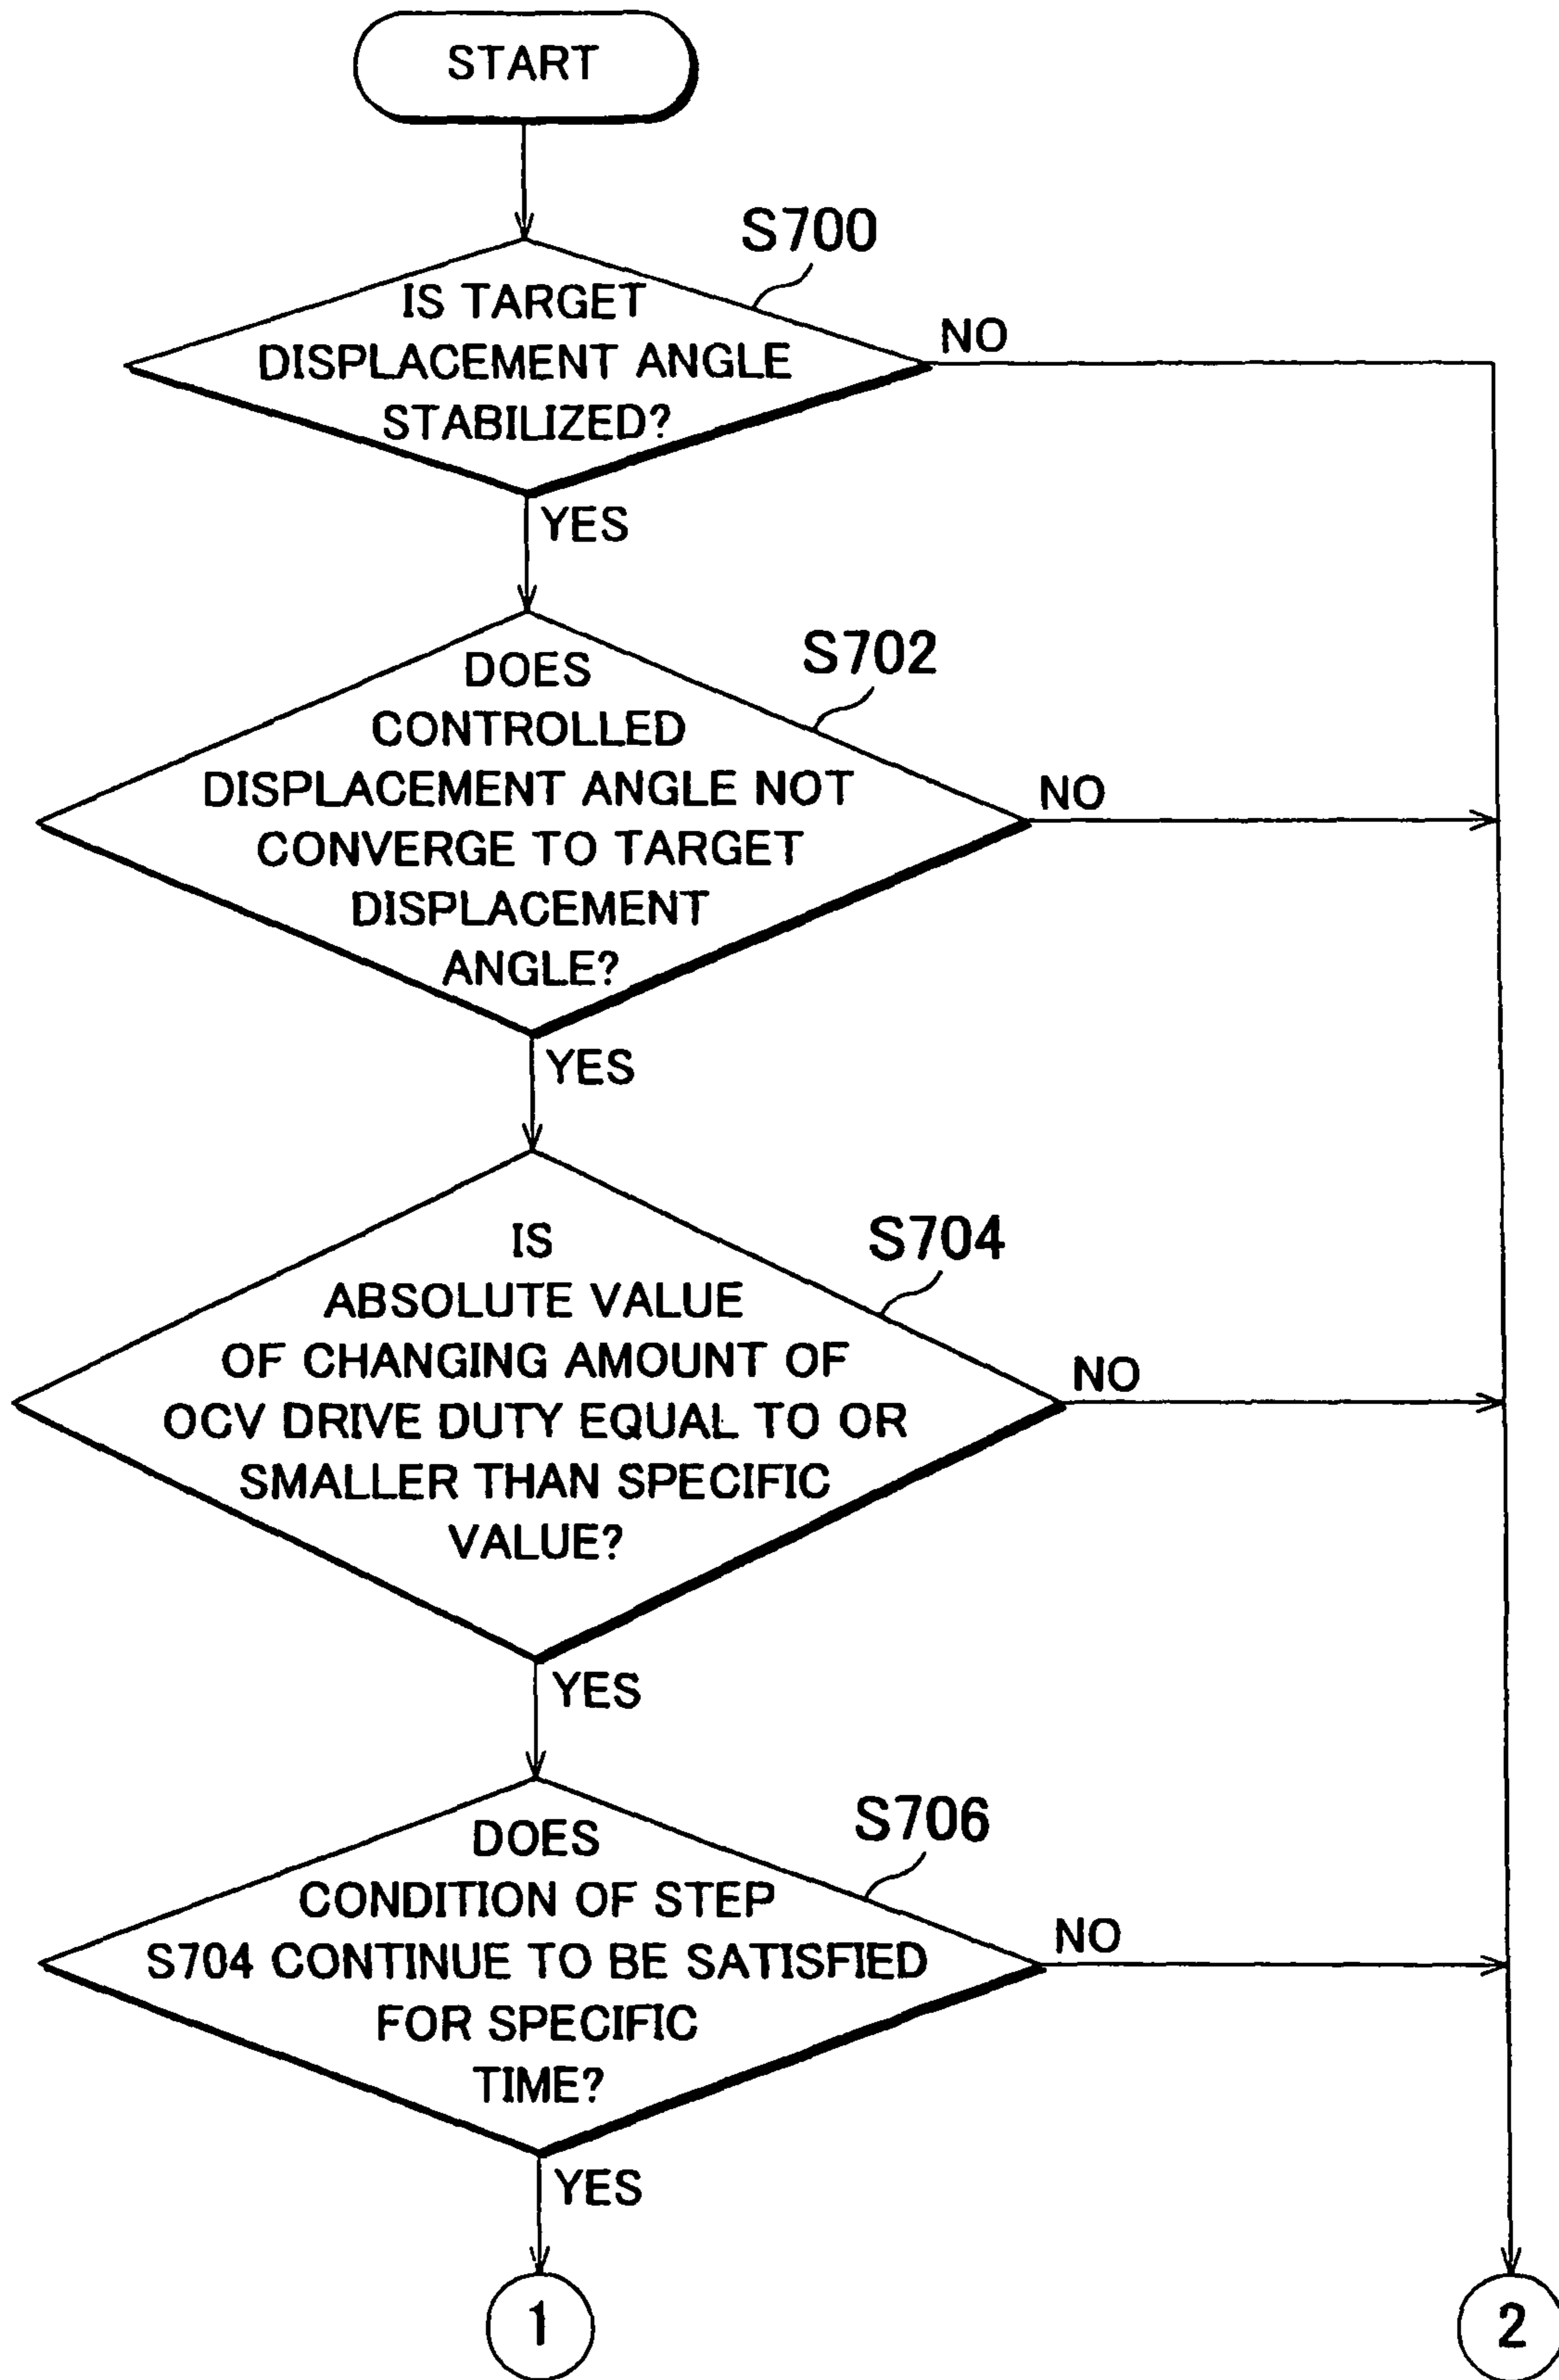 START
S700
IS TARGET
DISPLACEMENT ANGLE
STABILIZED?
NO
YES
S702
DOES
CONTROLLED
DISPLACEMENT ANGLE NOT
CONVERGE TO TARGET
DISPLACEMENT
ANGLE?
NO
YES
S704
IS
ABSOLUTE VALUE
OF CHANGING AMOUNT OF
OCV DRIVE DUTY EQUAL TO OR
SMALLER THAN SPECIFIC
VALUE?
NO
YES
S706
DOES
CONDITION OF STEP
S704 CONTINUE TO BE SATISFIED
FOR SPECIFIC
TIME?
NO
YES
1
2